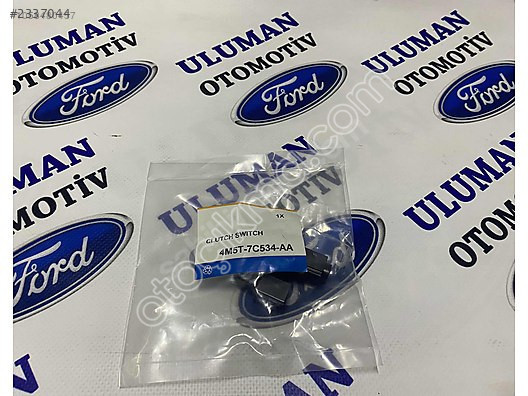 #2337044
ULUMAN
OTOMOTİV
Ford
ULUMAN
OTOMOTİV
Ford
ULUMAN
OTOMOTİV
Ford
ULUMAN
OTOMOTİV
Ford
ULUMAN
OTOMOTİV
Ford
ULUMAN
OTOMOTİV
1X
CLUTCH SWITCH
4M5T-7C534-AA